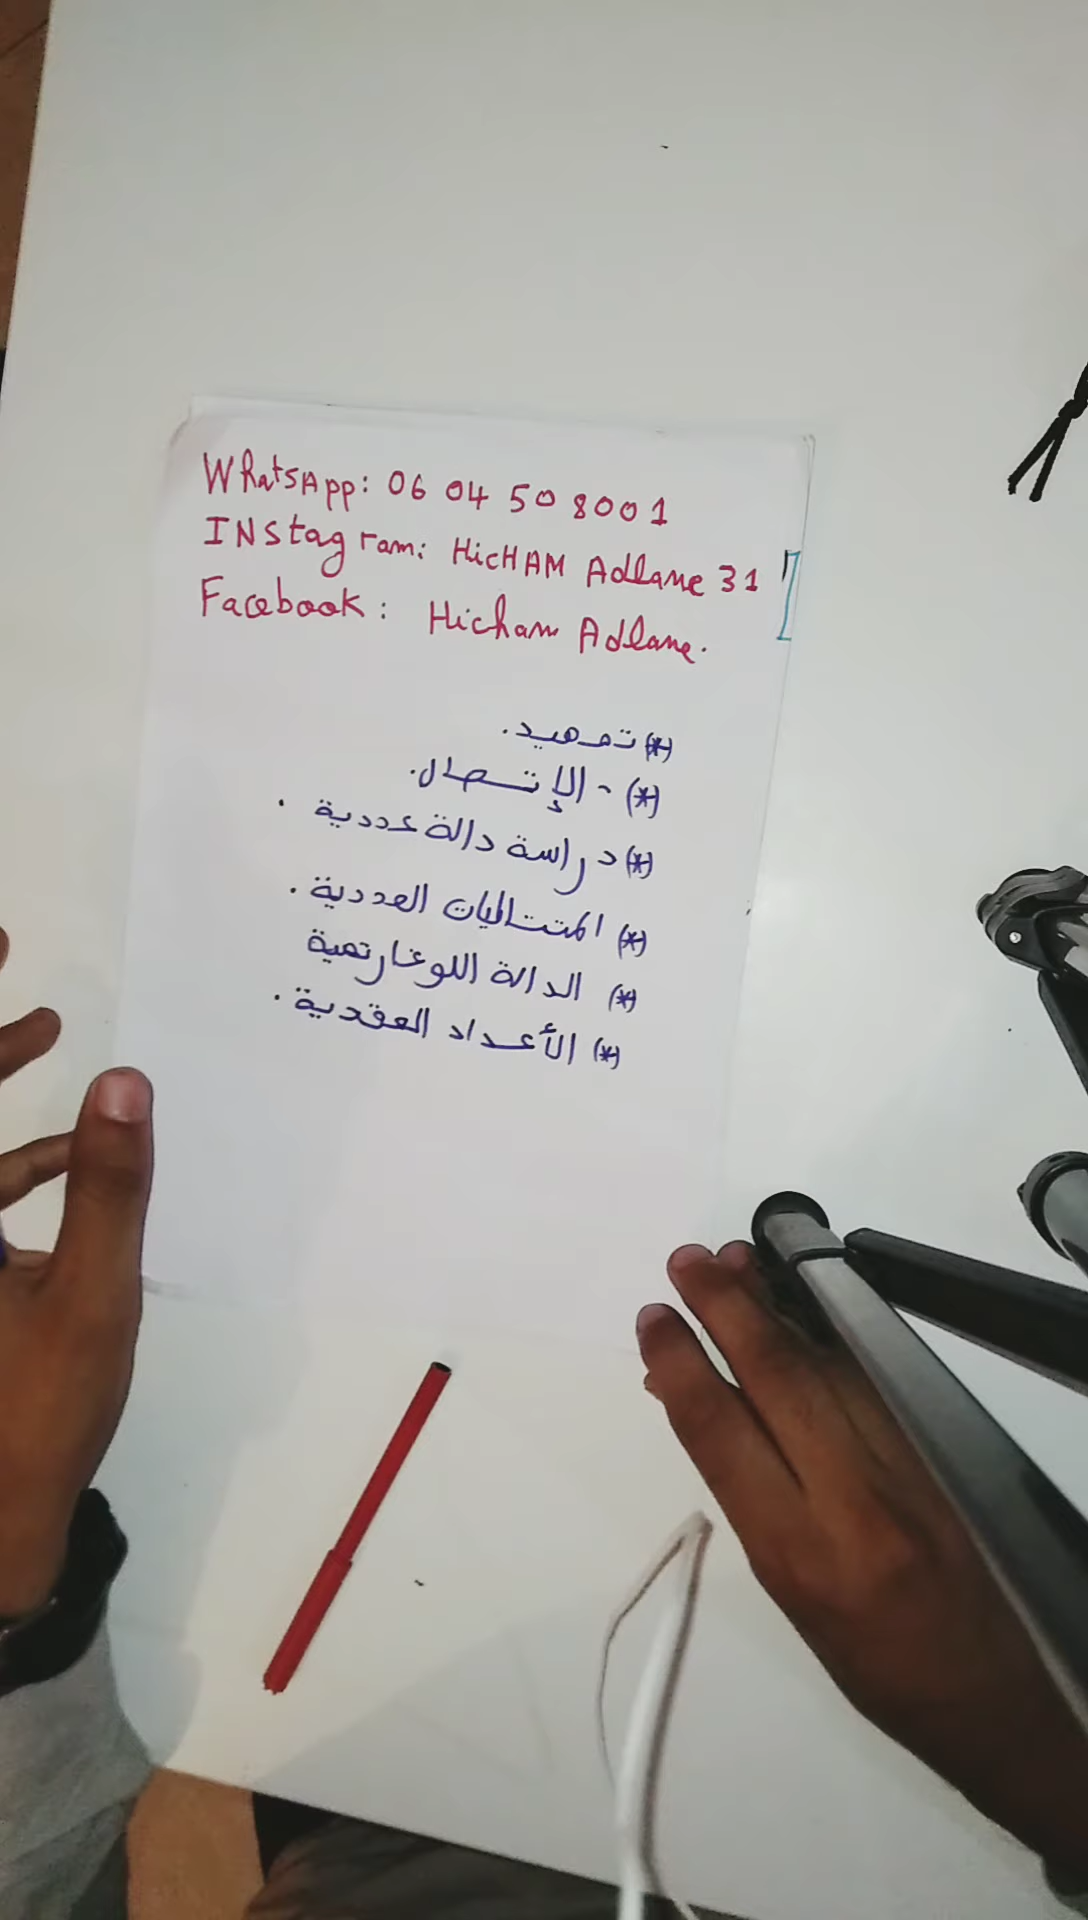 WhatsApp: 06 04 50 8001
INstagram: HicHAM Adlane 31
Facebook: Hicham Adlane.
(*) تمهيد.
(*) - الإتصال.
(*) دراسة دالة عددية.
(*) المتتاليات العددية.
(*) الدالة اللوغارتمية
(*) الأعداد العقدية.